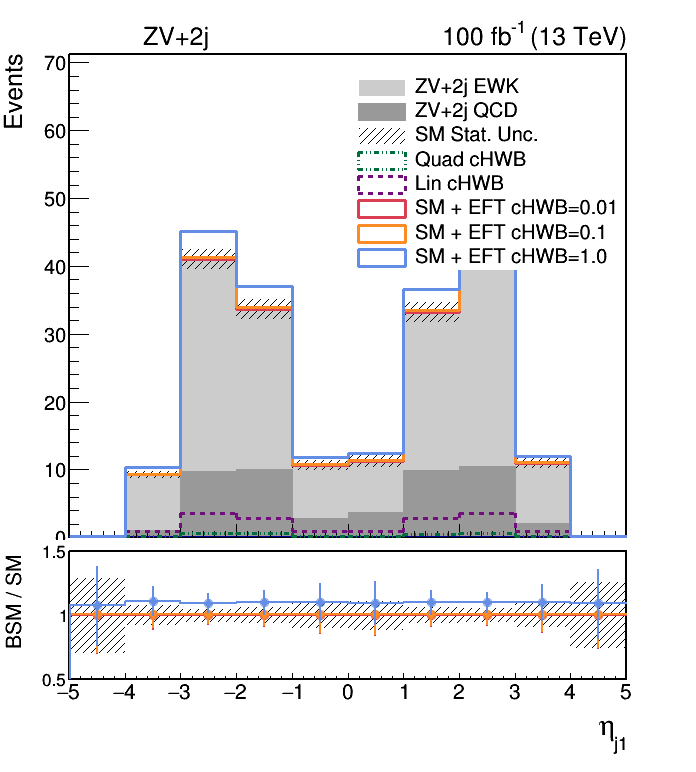 ZV+2j 100 fb-1 (13 TeV)
Events
70
60
50
40
30
20
10
0
ZV+2j EWK
ZV+2j QCD
SM Stat. Unc.
Quad cHWB
Lin cHWB
SM + EFT cHWB=0.01
SM + EFT cHWB=0.1
SM + EFT cHWB=1.0
BSM / SM
1.5
1
0.5
−5 −4 −3 −2 −1 0 1 2 3 4 5
ηj1